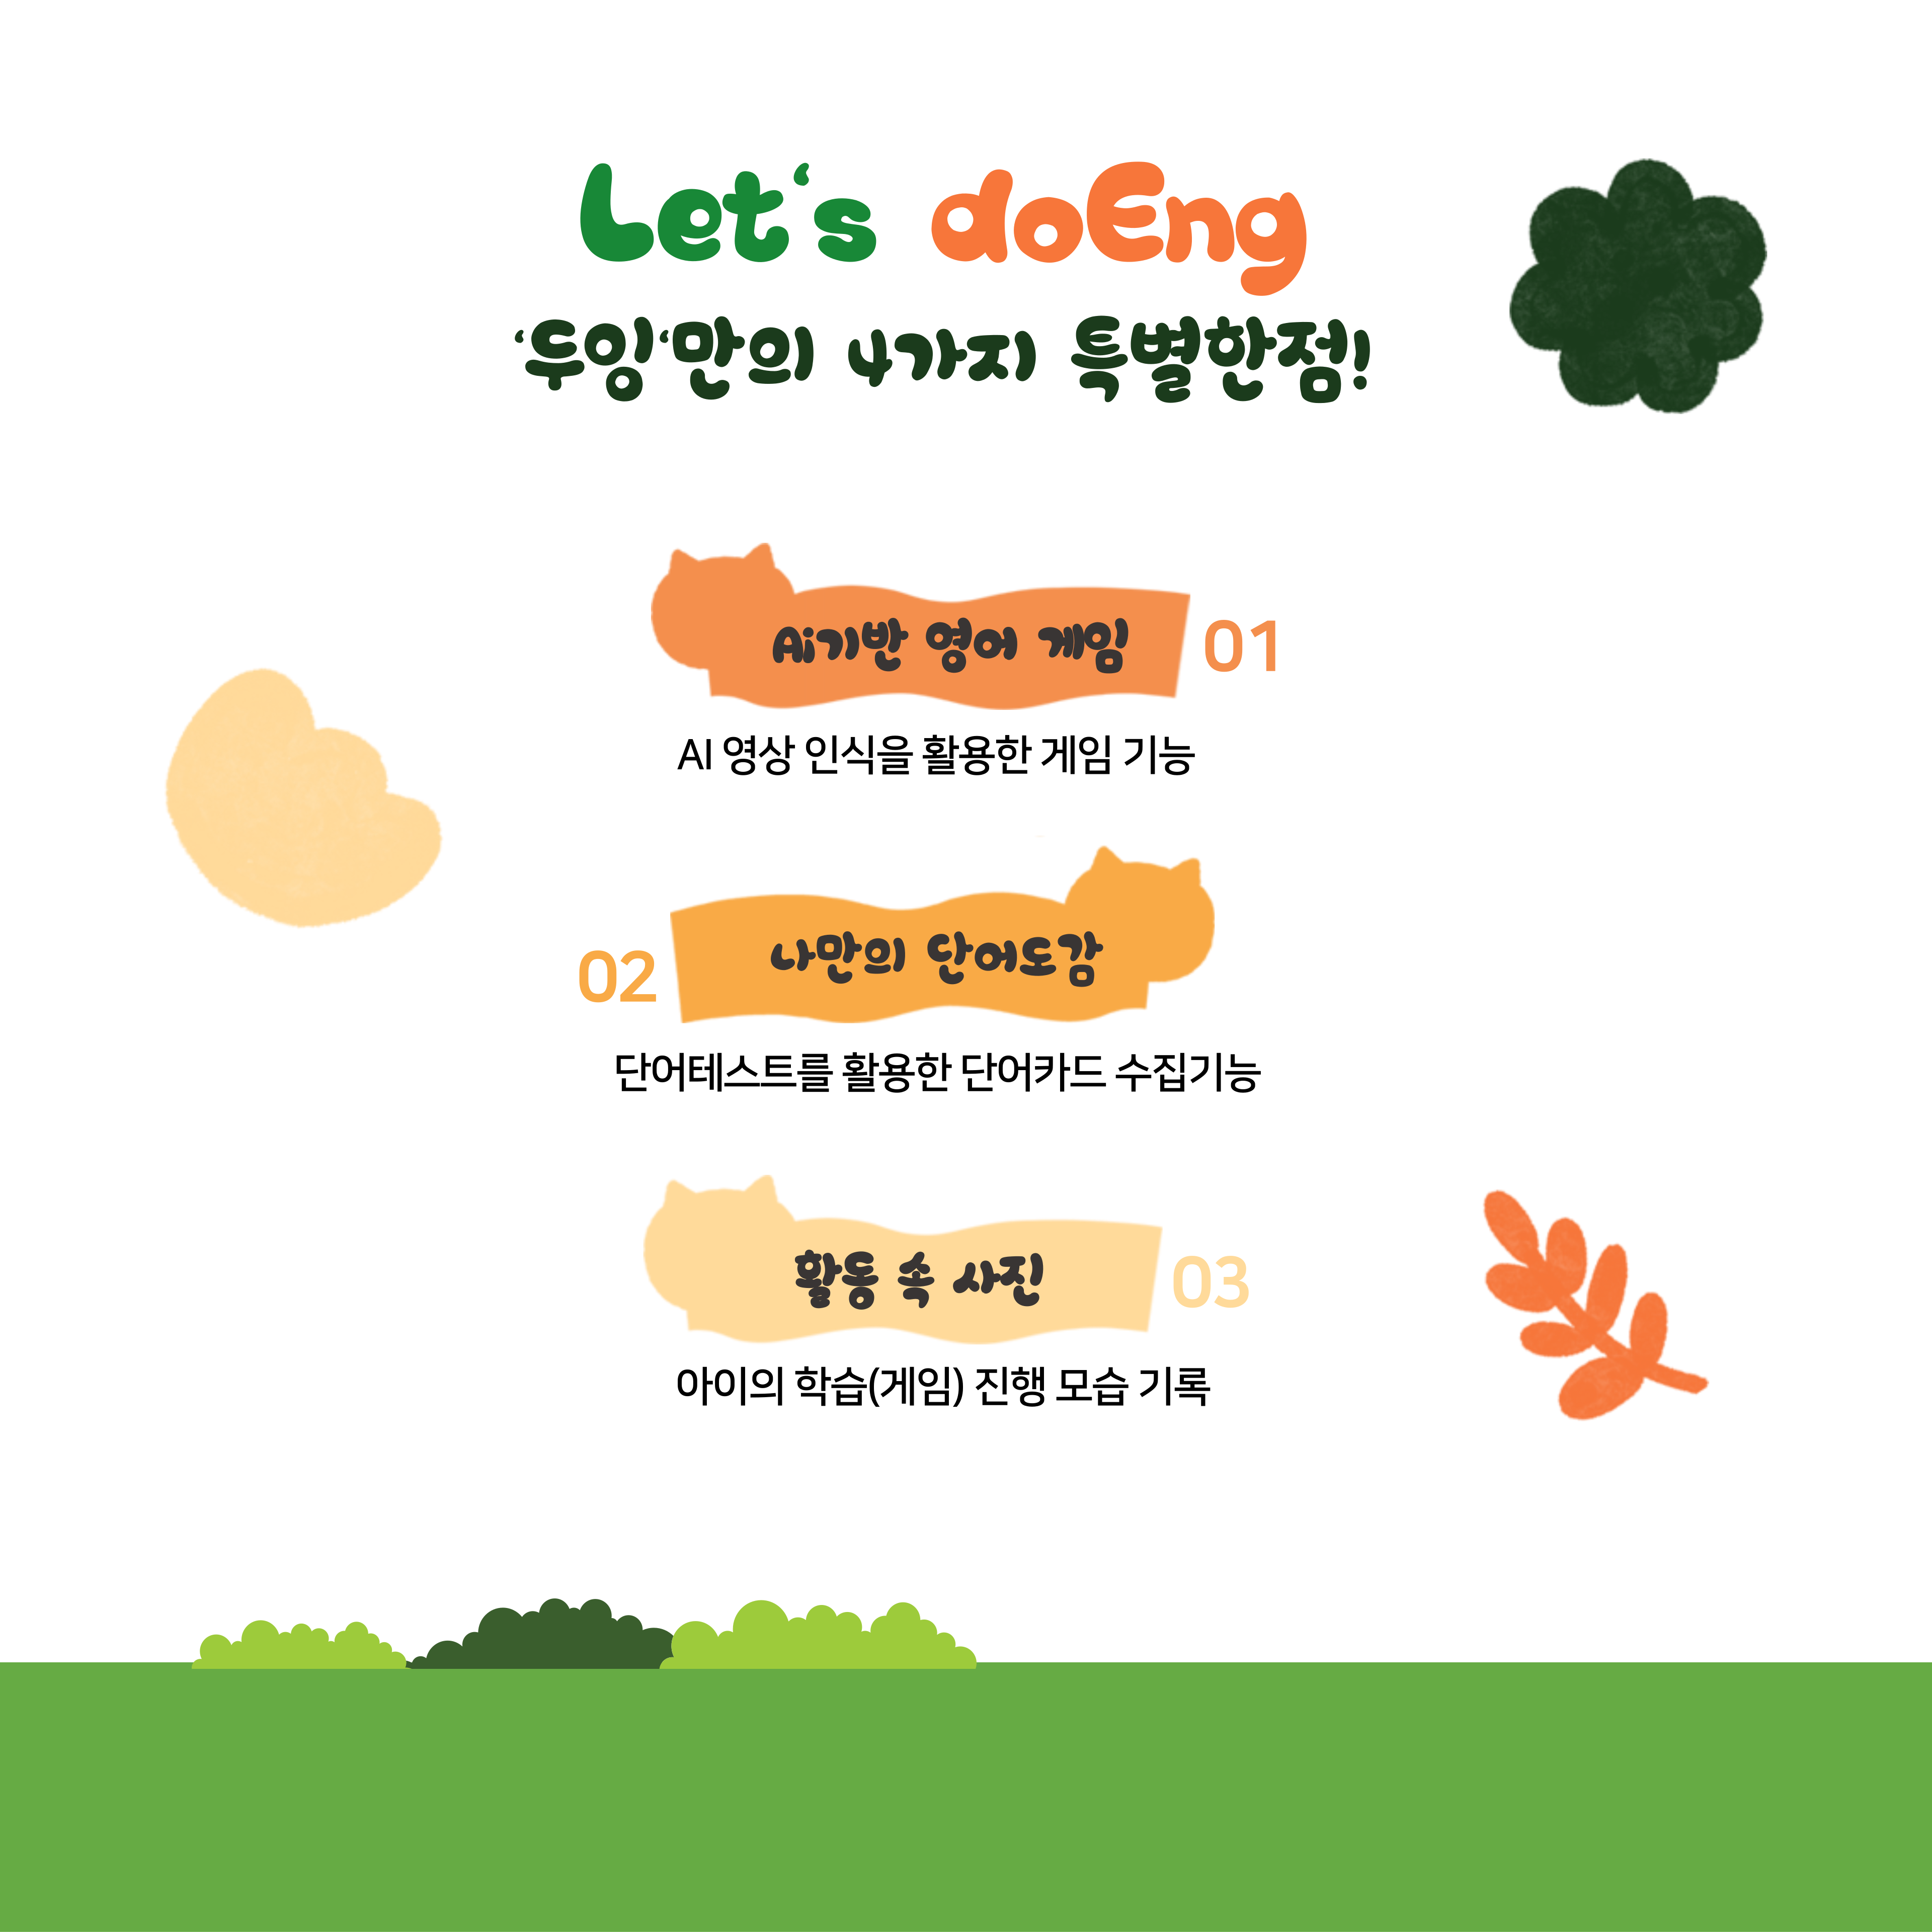 Let‘s doEng
‘두잉‘만의 4가지 특별한점!
Ai기반 영어 게임 01
AI 영상 인식을 활용한 게임 기능
02 나만의 단어도감
단어테스트를 활용한 단어카드 수집기능
활동 속 사진 03
아이의 학습(게임) 진행 모습 기록